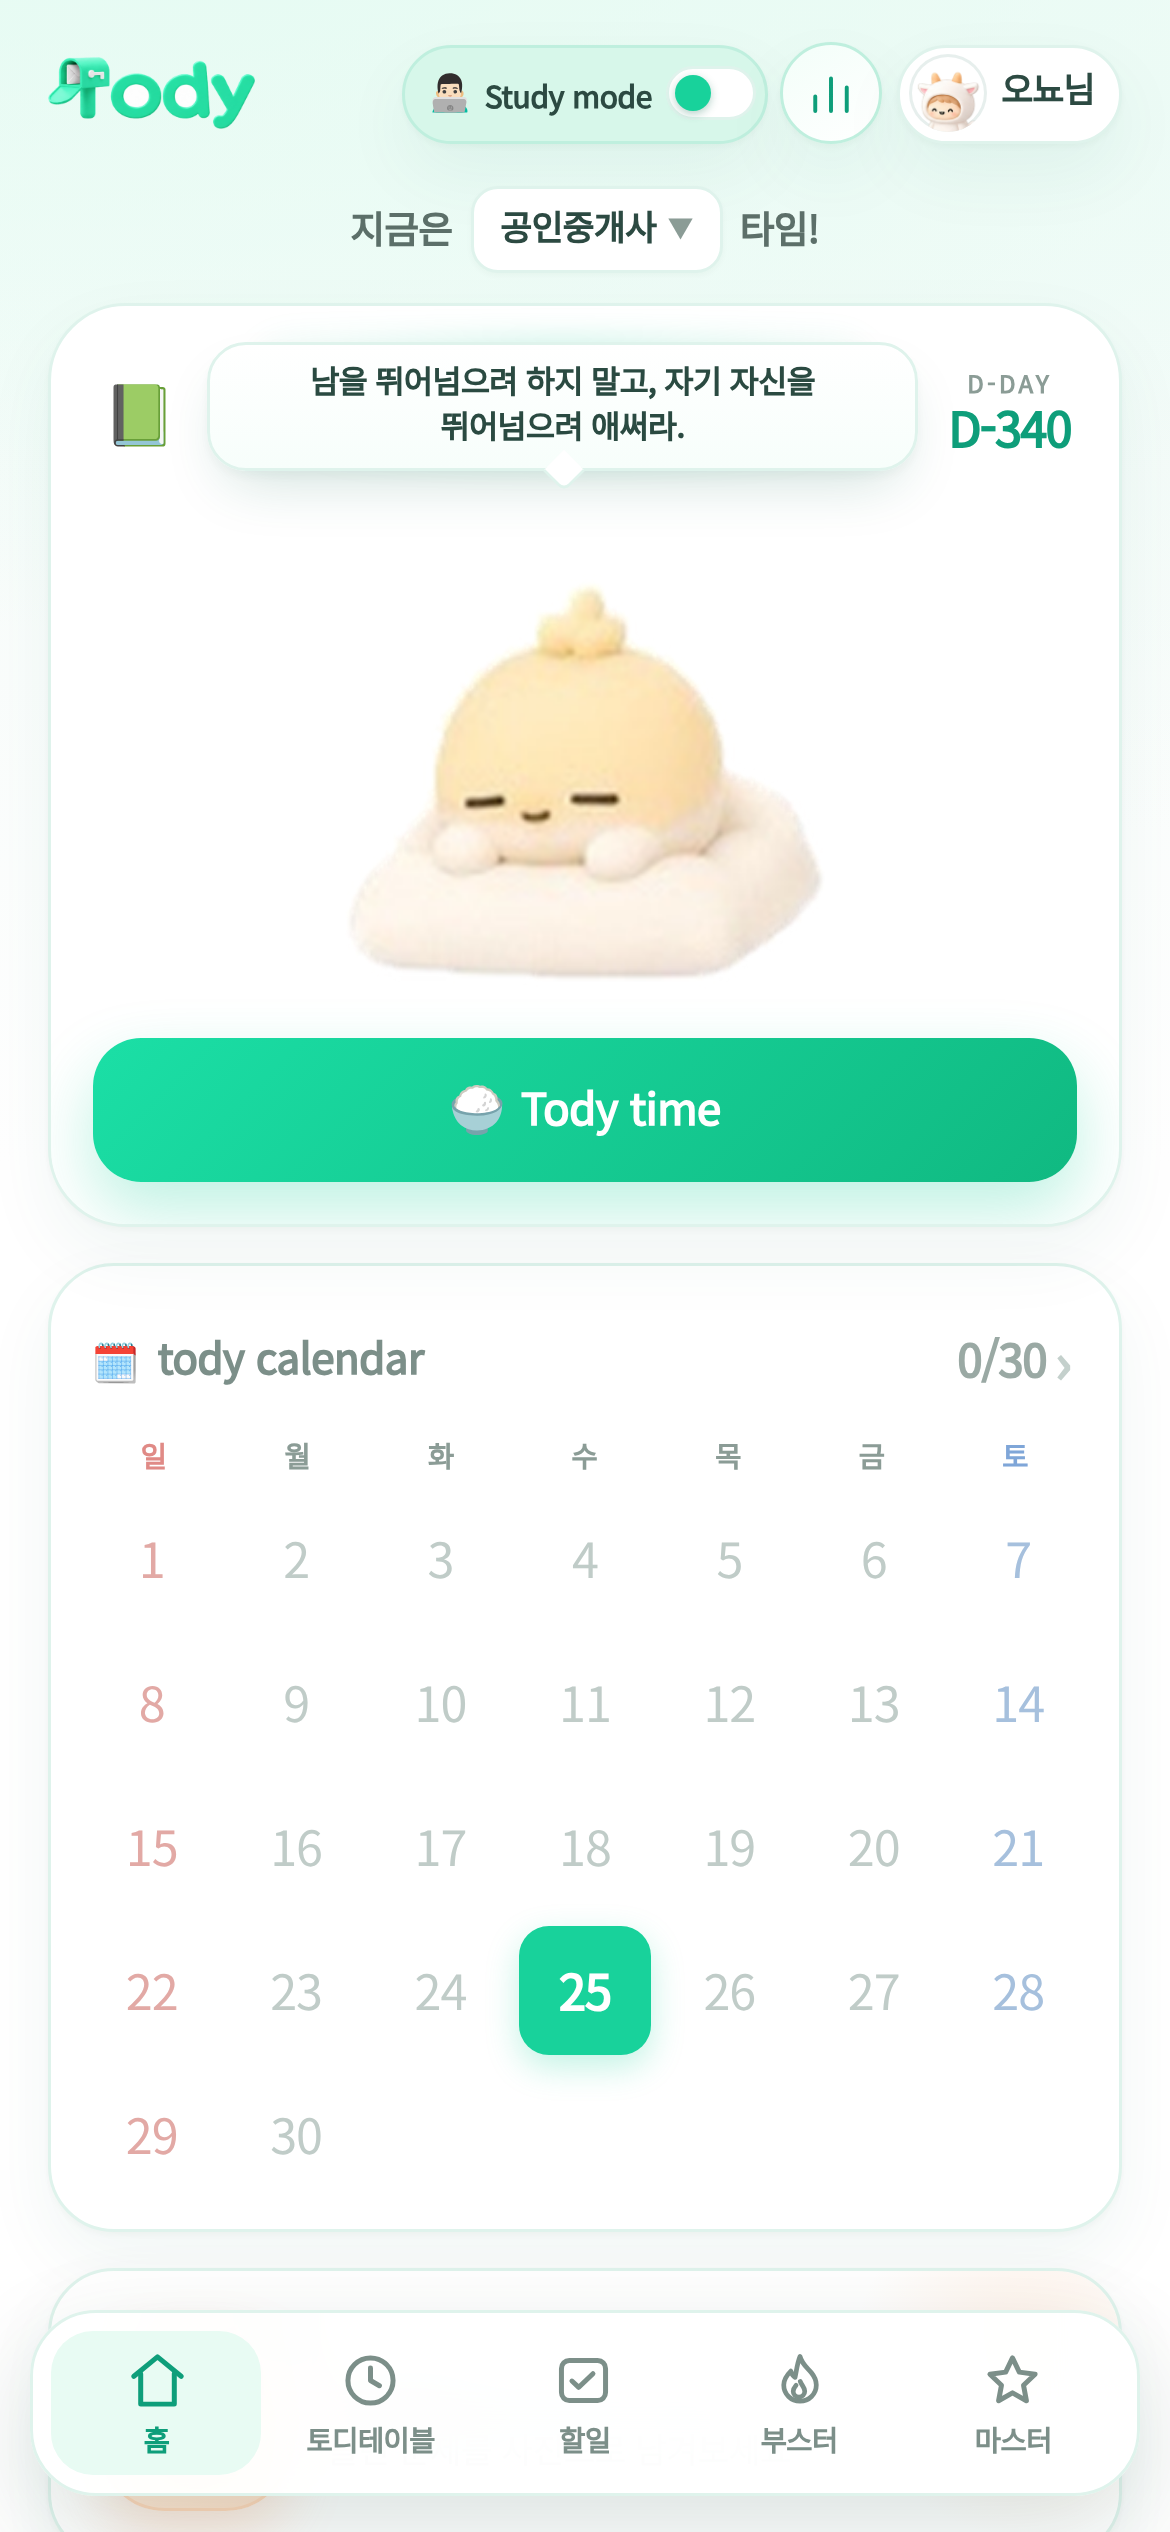 Tody
Study mode
오뇨님
지금은 공인중개사 ▼ 타임!
남을 뛰어넘으려 하지 말고, 자기 자신을
뛰어넘으려 애써라.
D-DAY
D-340
Tody time
tody calendar
0/30 ›
일 월 화 수 목 금 토
1 2 3 4 5 6 7
8 9 10 11 12 13 14
15 16 17 18 19 20 21
22 23 24 25 26 27 28
29 30
홈 토디테이블 할일 부스터 마스터